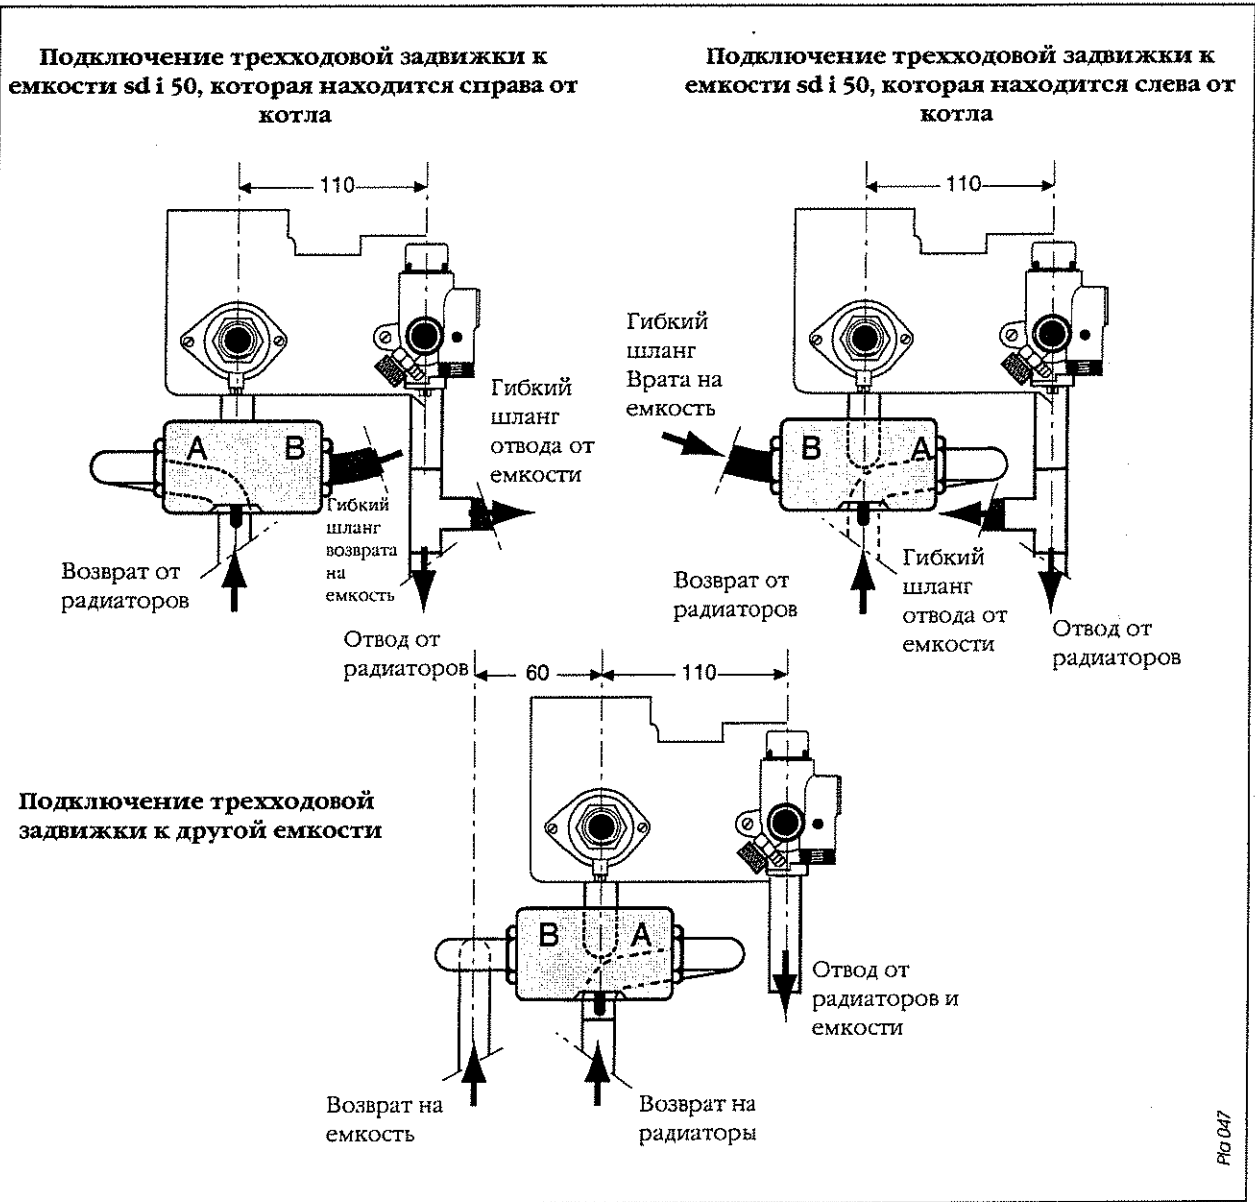 Подключение трехходовой задвижки к
емкости sd i 50, которая находится справа от
котла
110
Гибкий
шланг
отвода от
емкости
A
B
Гибкий
шланг
возврата
на
емкость
Возврат от
радиаторов
Отвод от
радиаторов
Подключение трехходовой задвижки к
емкости sd i 50, которая находится слева от
котла
110
Гибкий
шланг
Врата на
емкость
B
A
Возврат от
радиаторов
Гибкий
шланг
отвода от
емкости
Отвод от
радиаторов
60
110
Подключение трехходовой
задвижки к другой емкости
B
A
Отвод от
радиаторов и
емкости
Возврат на
емкость
Возврат на
радиаторы
Pla 047